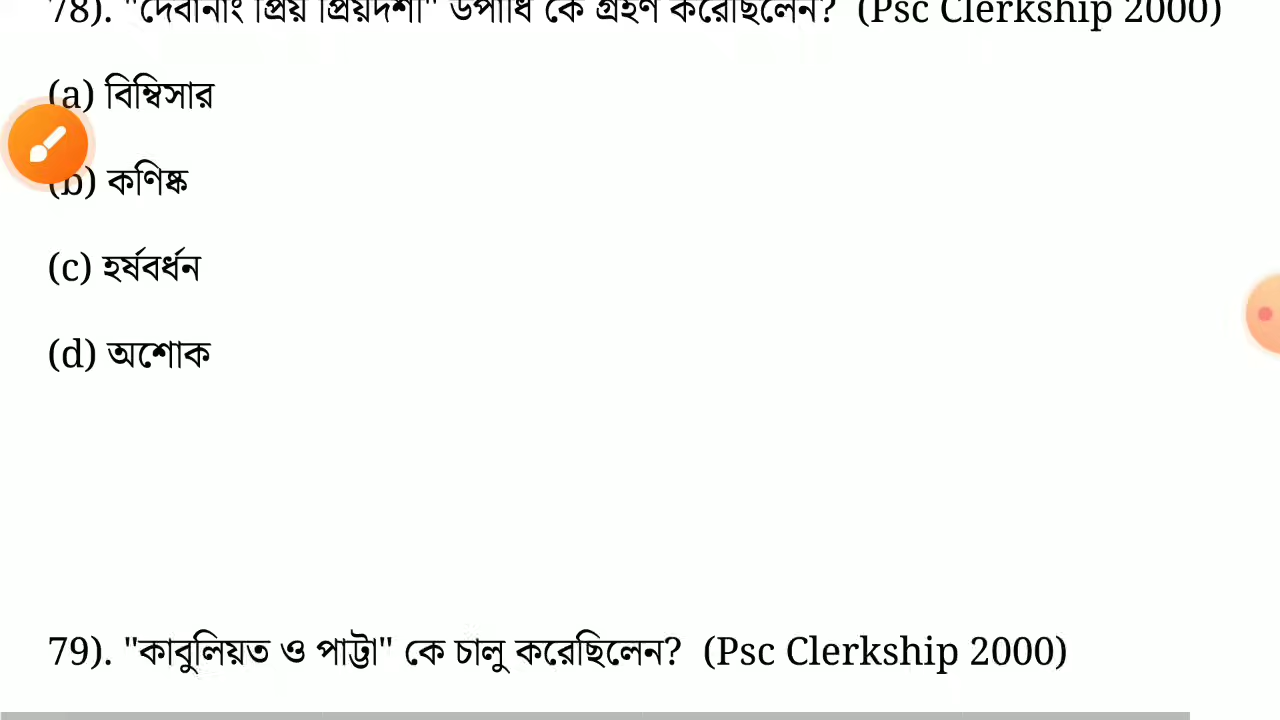 78). "দেবানাং প্রিয় প্রিয়দর্শী" উপাধি কে গ্রহণ করেছিলেন? (Psc Clerkship 2000)
(a) বিম্বিসার
(b) কণিষ্ক
(c) হর্ষবর্ধন
(d) অশোক
79). "কাবুলিয়ত ও পাট্টা" কে চালু করেছিলেন? (Psc Clerkship 2000)